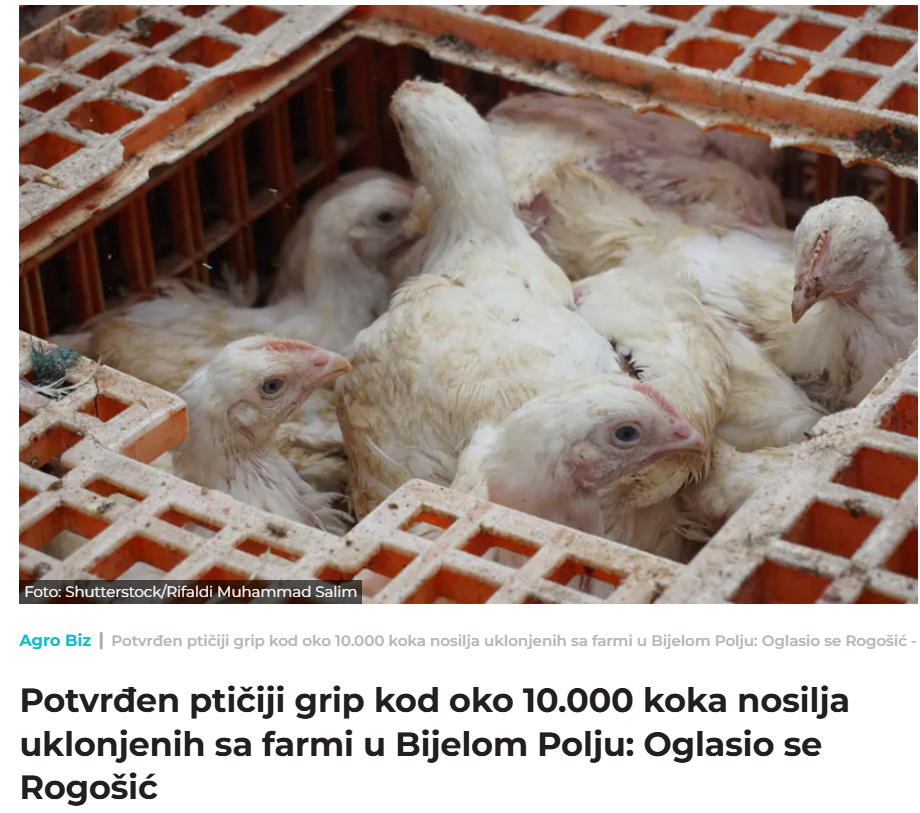 Foto: Shutterstock/Rifaldi Muhammad Salim
Agro Biz | Potvrđen ptičiji grip kod oko 10.000 koka nosilja uklonjenih sa farmi u Bijelom Polju: Oglasio se Rogošić -
Potvrđen ptičiji grip kod oko 10.000 koka nosilja
uklonjenih sa farmi u Bijelom Polju: Oglasio se
Rogošić